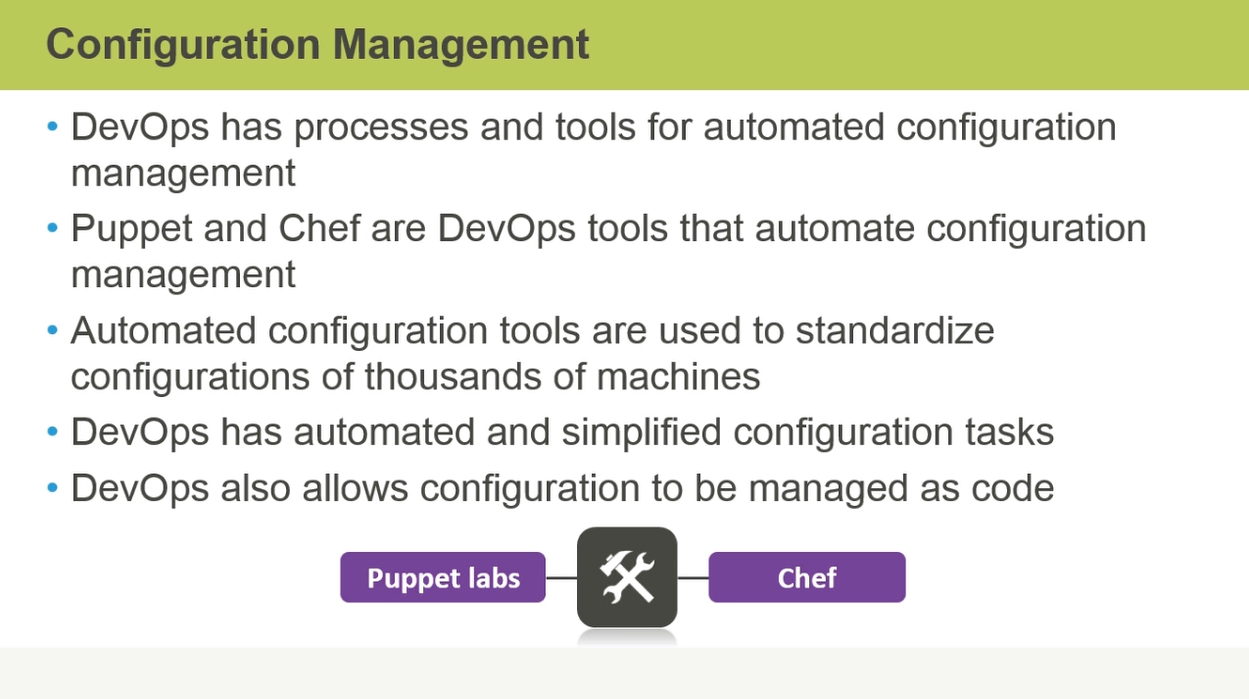 Configuration Management
• DevOps has processes and tools for automated configuration
management
• Puppet and Chef are DevOps tools that automate configuration
management
• Automated configuration tools are used to standardize
configurations of thousands of machines
• DevOps has automated and simplified configuration tasks
• DevOps also allows configuration to be managed as code
Puppet labs
Chef